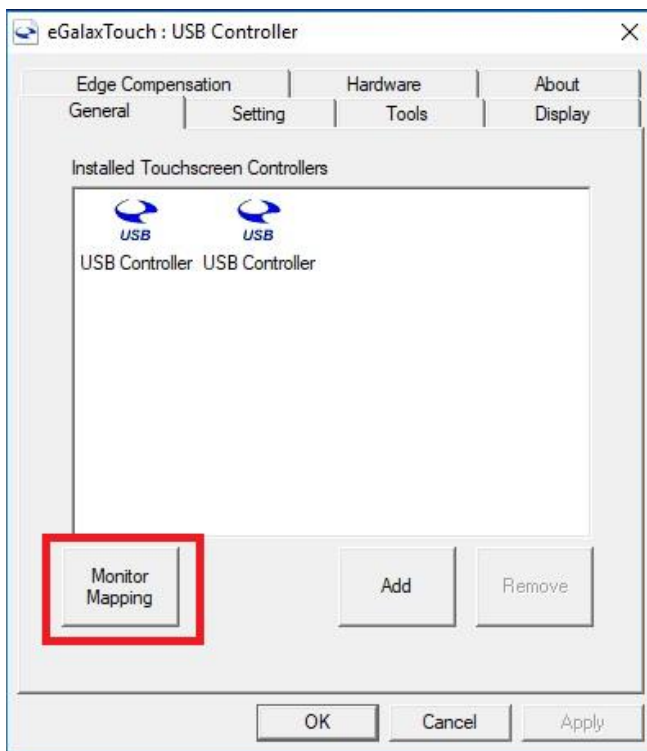 eGalaxTouch : USB Controller
Edge Compensation Hardware About
General Setting Tools Display
Installed Touchscreen Controllers
USB USB
USB Controller USB Controller
Monitor
Mapping
Add Remove
OK Cancel Apply